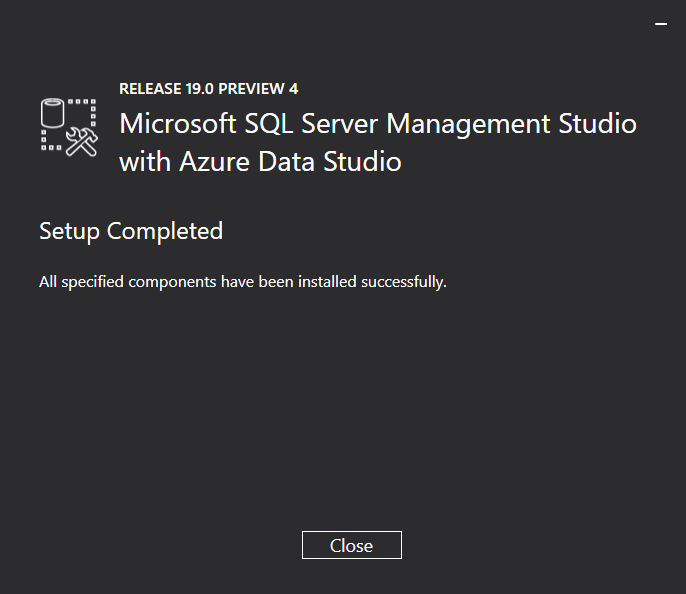 RELEASE 19.0 PREVIEW 4
Microsoft SQL Server Management Studio
with Azure Data Studio
Setup Completed
All specified components have been installed successfully.
Close